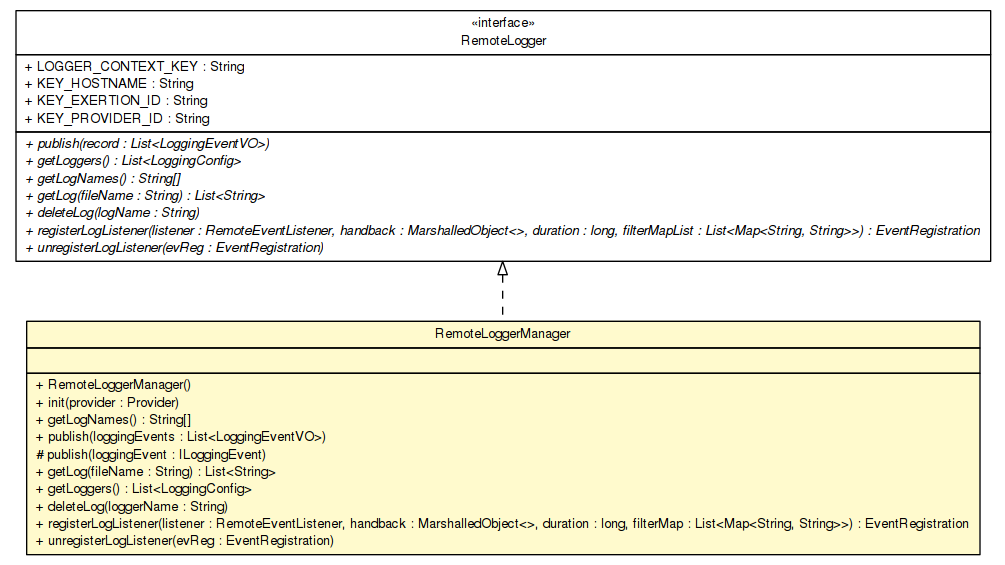 «interface»
RemoteLogger
+ LOGGER_CONTEXT_KEY : String
+ KEY_HOSTNAME : String
+ KEY_EXERTION_ID : String
+ KEY_PROVIDER_ID : String
+ publish(record : List<LoggingEventVO>)
+ getLoggers() : List<LoggingConfig>
+ getLogNames() : String[]
+ getLog(fileName : String) : List<String>
+ deleteLog(logName : String)
+ registerLogListener(listener : RemoteEventListener, handback : MarshalledObject<>, duration : long, filterMapList : List<Map<String, String>>) : EventRegistration
+ unregisterLogListener(evReg : EventRegistration)
RemoteLoggerManager
+ RemoteLoggerManager()
+ init(provider : Provider)
+ getLogNames() : String[]
+ publish(loggingEvents : List<LoggingEventVO>)
# publish(loggingEvent : ILoggingEvent)
+ getLog(fileName : String) : List<String>
+ getLoggers() : List<LoggingConfig>
+ deleteLog(loggerName : String)
+ registerLogListener(listener : RemoteEventListener, handback : MarshalledObject<>, duration : long, filterMap : List<Map<String, String>>) : EventRegistration
+ unregisterLogListener(evReg : EventRegistration)